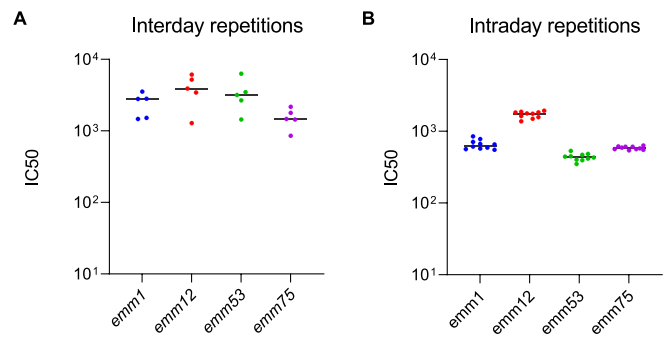 A
Interday repetitions
IC50
10⁴
10³
10²
10¹
emm1
emm12
emm53
emm75
B
Intraday repetitions
IC50
10⁴
10³
10²
10¹
emm1
emm12
emm53
emm75